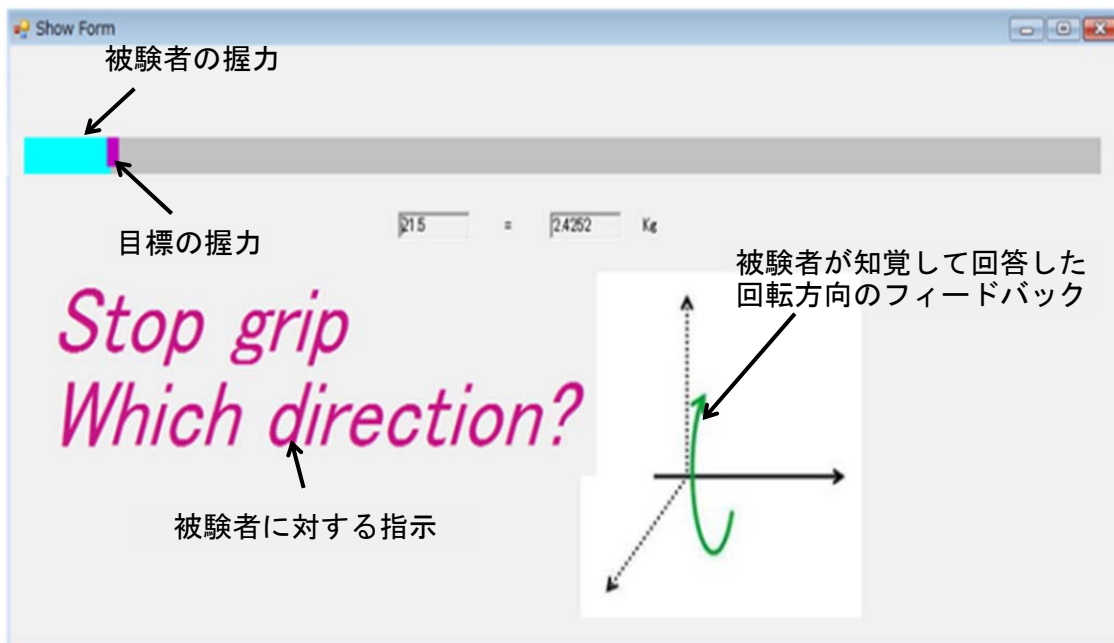 Show Form
被験者の握力
目標の握力
21.5 = 2.4252 Kg
被験者が知覚して回答した
回転方向のフィードバック
Stop grip
Which direction?
被験者に対する指示